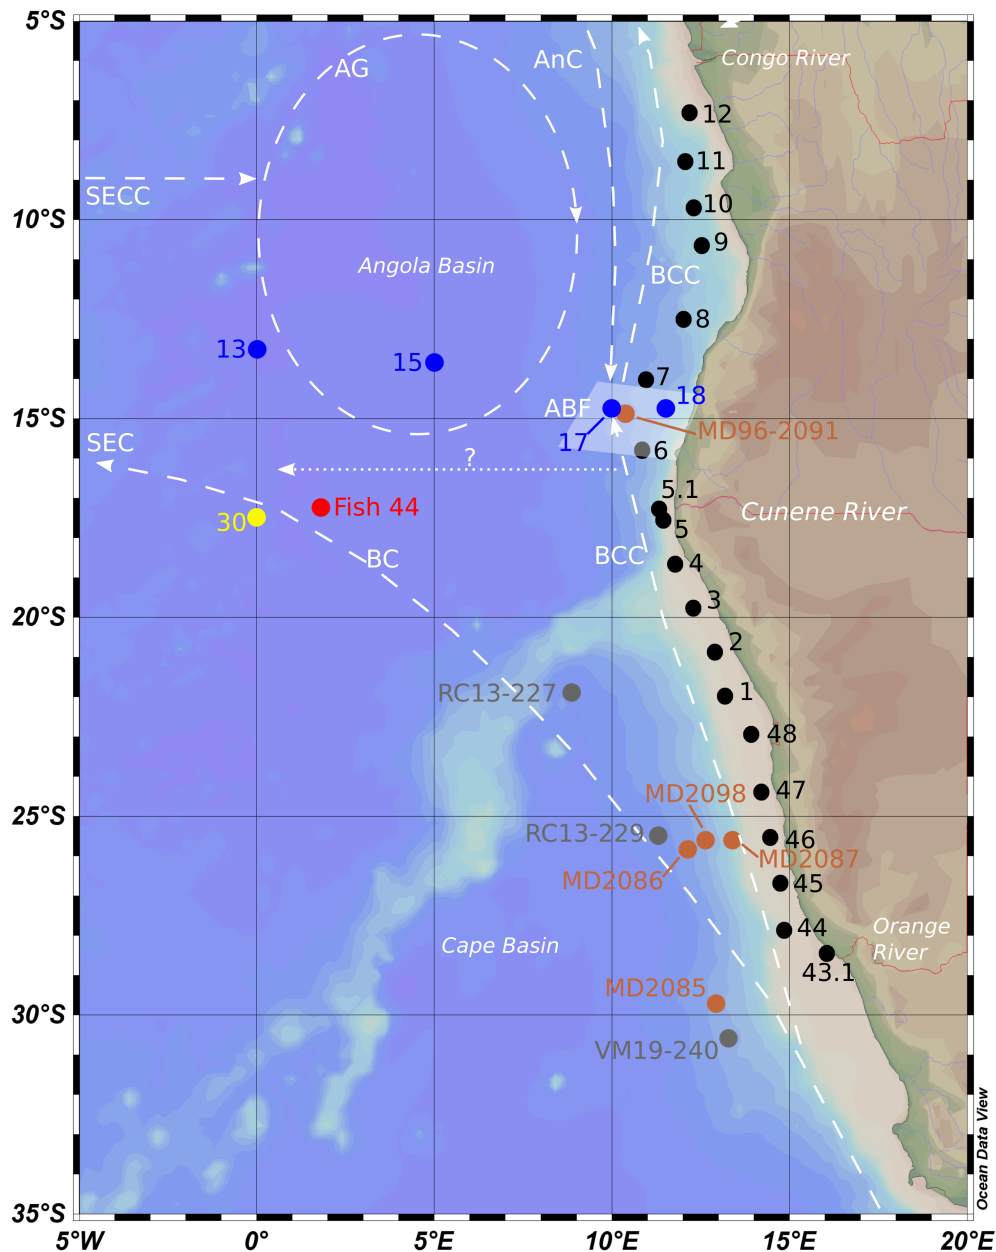 5°S
AG
AnC
Congo River
12
11
SECC
10°S
10
9
Angola Basin
BCC
8
13
15
7
18
ABF
15°S
MD96-2091
17
SEC
6
?
5.1
Fish 44
Cunene River
30
5
BC
BCC
4
3
20°S
2
RC13-227
1
48
MD2098
47
25°S
RC13-229
46
MD2087
MD2086
45
44
Orange
River
Cape Basin
43.1
MD2085
30°S
VM19-240
Ocean Data View
35°S
5°W 0° 5°E 10°E 15°E 20°E